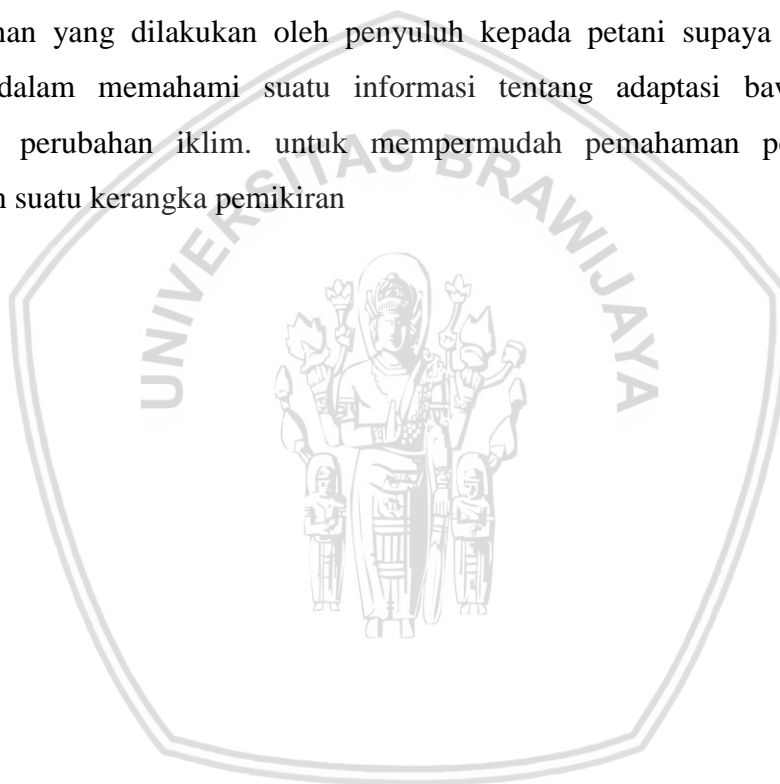 nan yang dilakukan oleh penyuluh kepada petani supaya
dalam memahami suatu informasi tentang adaptasi
perubahan iklim. untuk mempermudah pemahaman
suatu kerangka pemikiran
UNIVERSITAS BRAWIJAYA